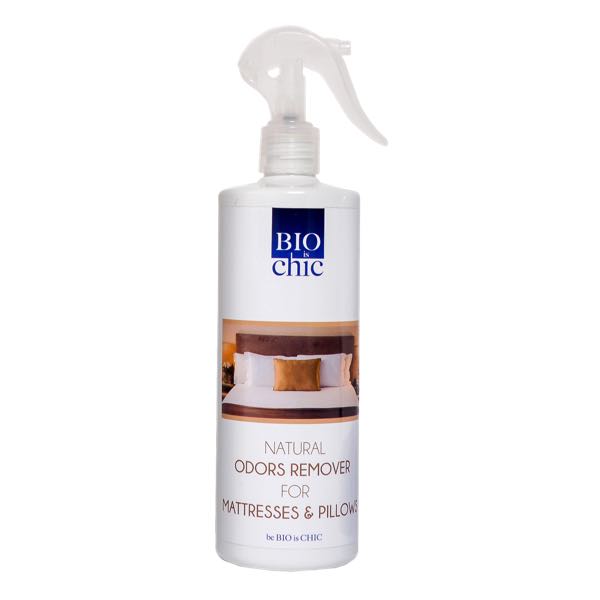 BIO
is
chic
NATURAL
ODORS REMOVER
FOR
MATTRESSES & PILLOWS
be BIO is CHIC